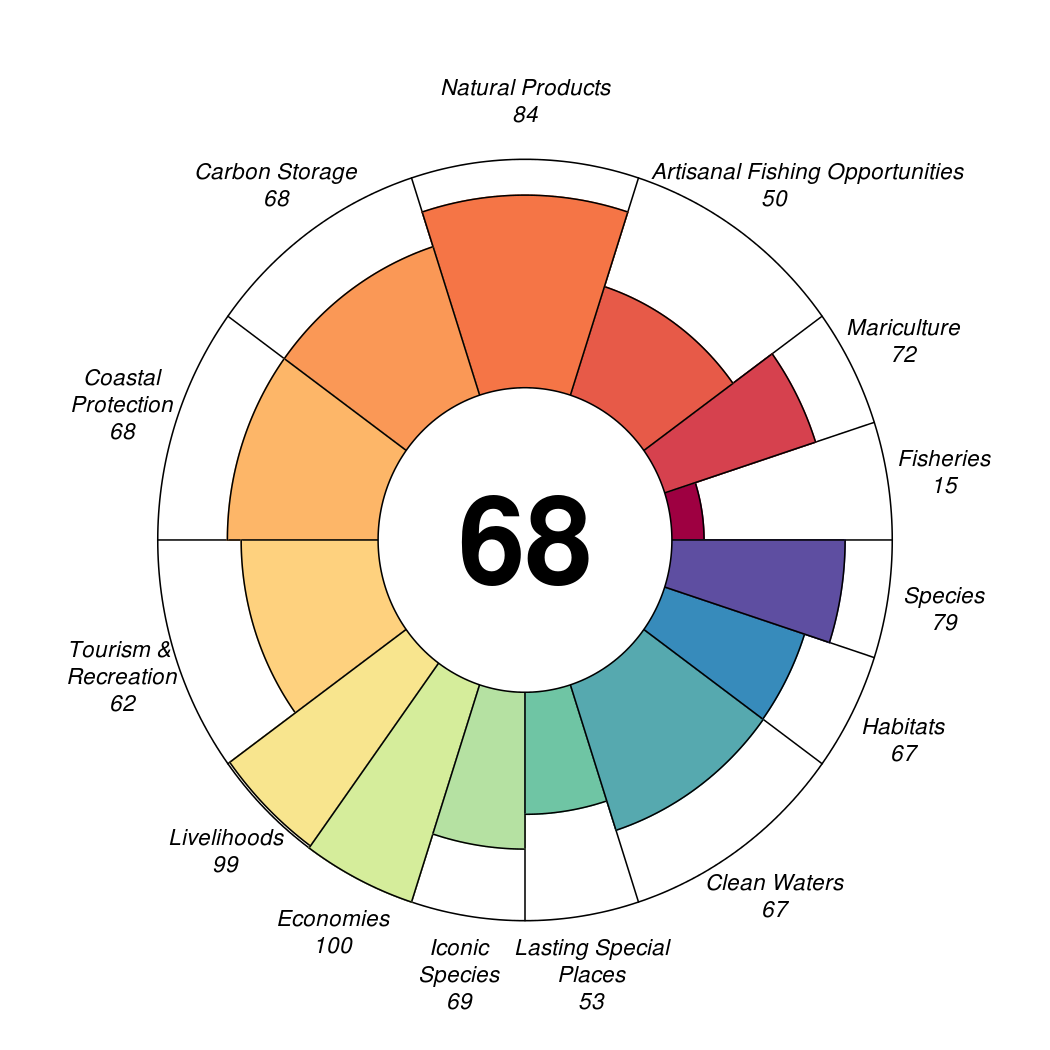 Natural Products
84
Carbon Storage
68
Artisanal Fishing Opportunities
50
Mariculture
72
Coastal
Protection
68
Fisheries
15
68
Species
79
Tourism &
Recreation
62
Habitats
67
Livelihoods
99
Clean Waters
67
Economies
100
Iconic
Species
69
Lasting Special
Places
53